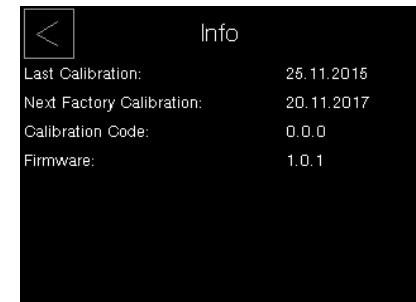 Info
Last Calibration: 25.11.2015
Next Factory Calibration: 20.11.2017
Calibration Code: 0.0.0
Firmware: 1.0.1